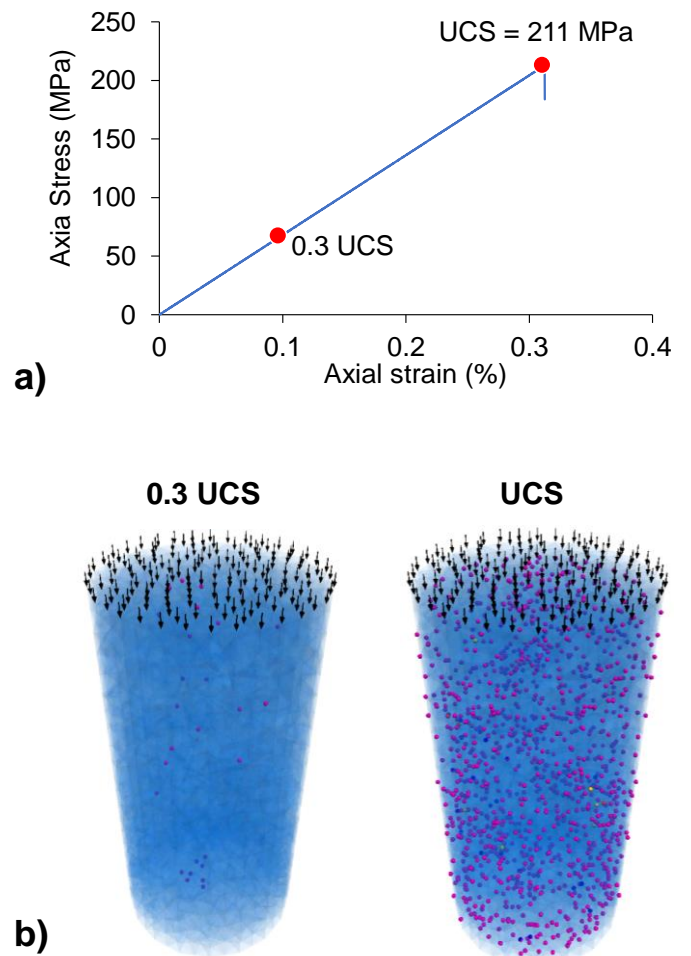 250
200
150
100
50
0
Axia Stress (MPa)
UCS = 211 MPa
0.3 UCS
0
0.1
0.2
0.3
0.4
Axial strain (%)
a)
0.3 UCS
UCS
b)